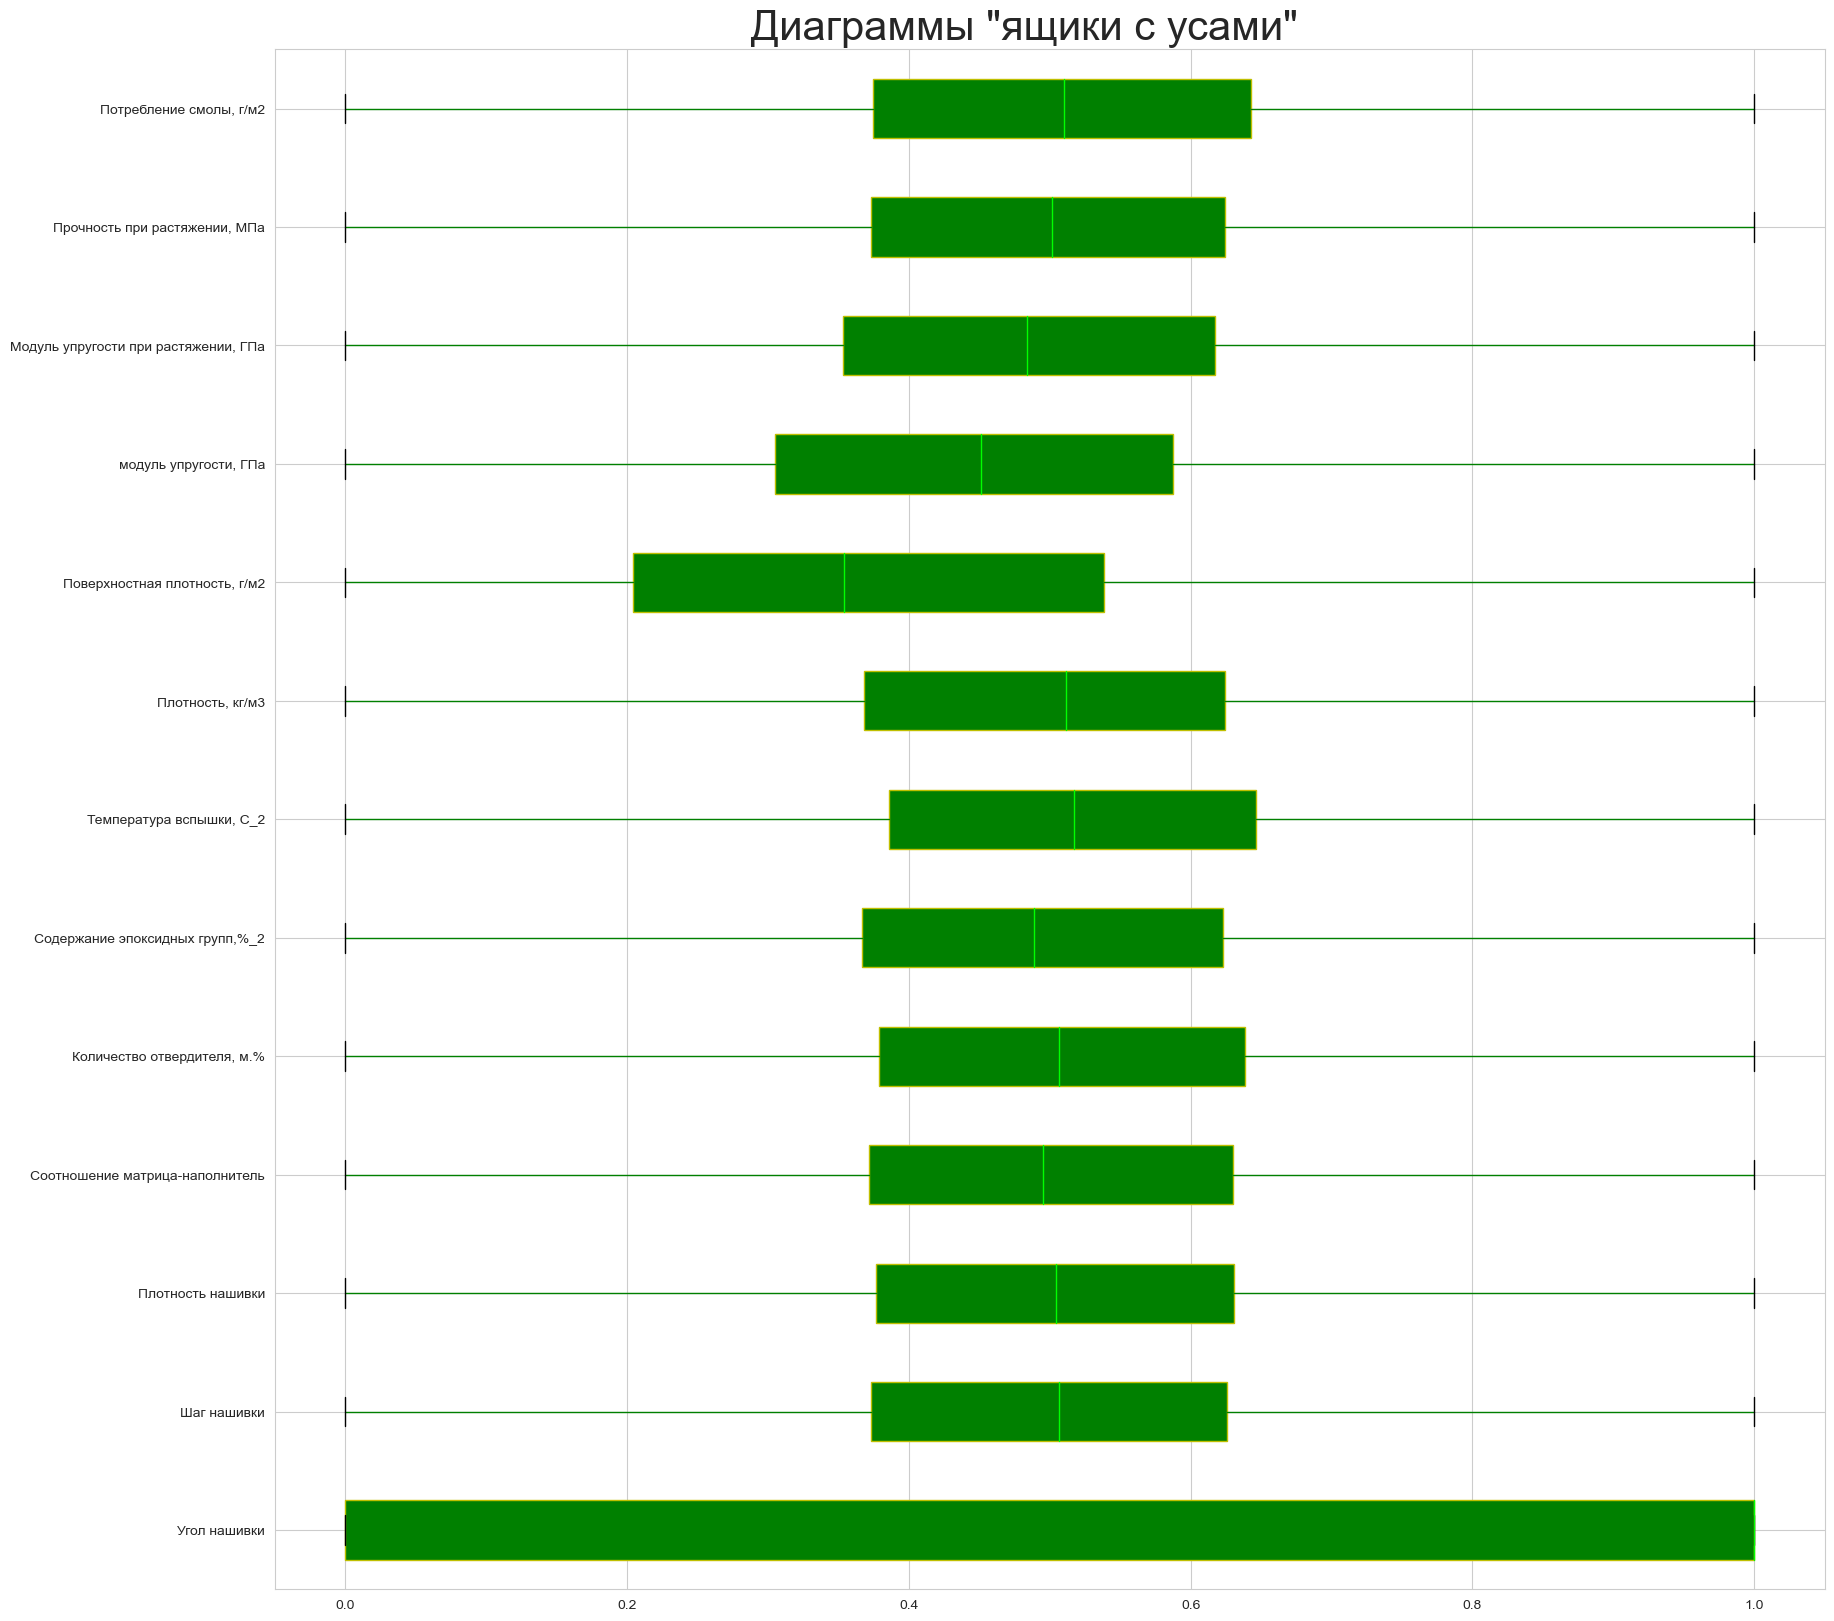 Диаграммы "ящики с усами"
Потребление смолы, г/м2
Прочность при растяжении, МПа
Модуль упругости при растяжении, ГПа
модуль упругости, ГПа
Поверхностная плотность, г/м2
Плотность, кг/м3
Температура вспышки, С_2
Содержание эпоксидных групп,%_2
Количество отвердителя, м.%
Соотношение матрица-наполнитель
Плотность нашивки
Шаг нашивки
Угол нашивки
0.0 0.2 0.4 0.6 0.8 1.0